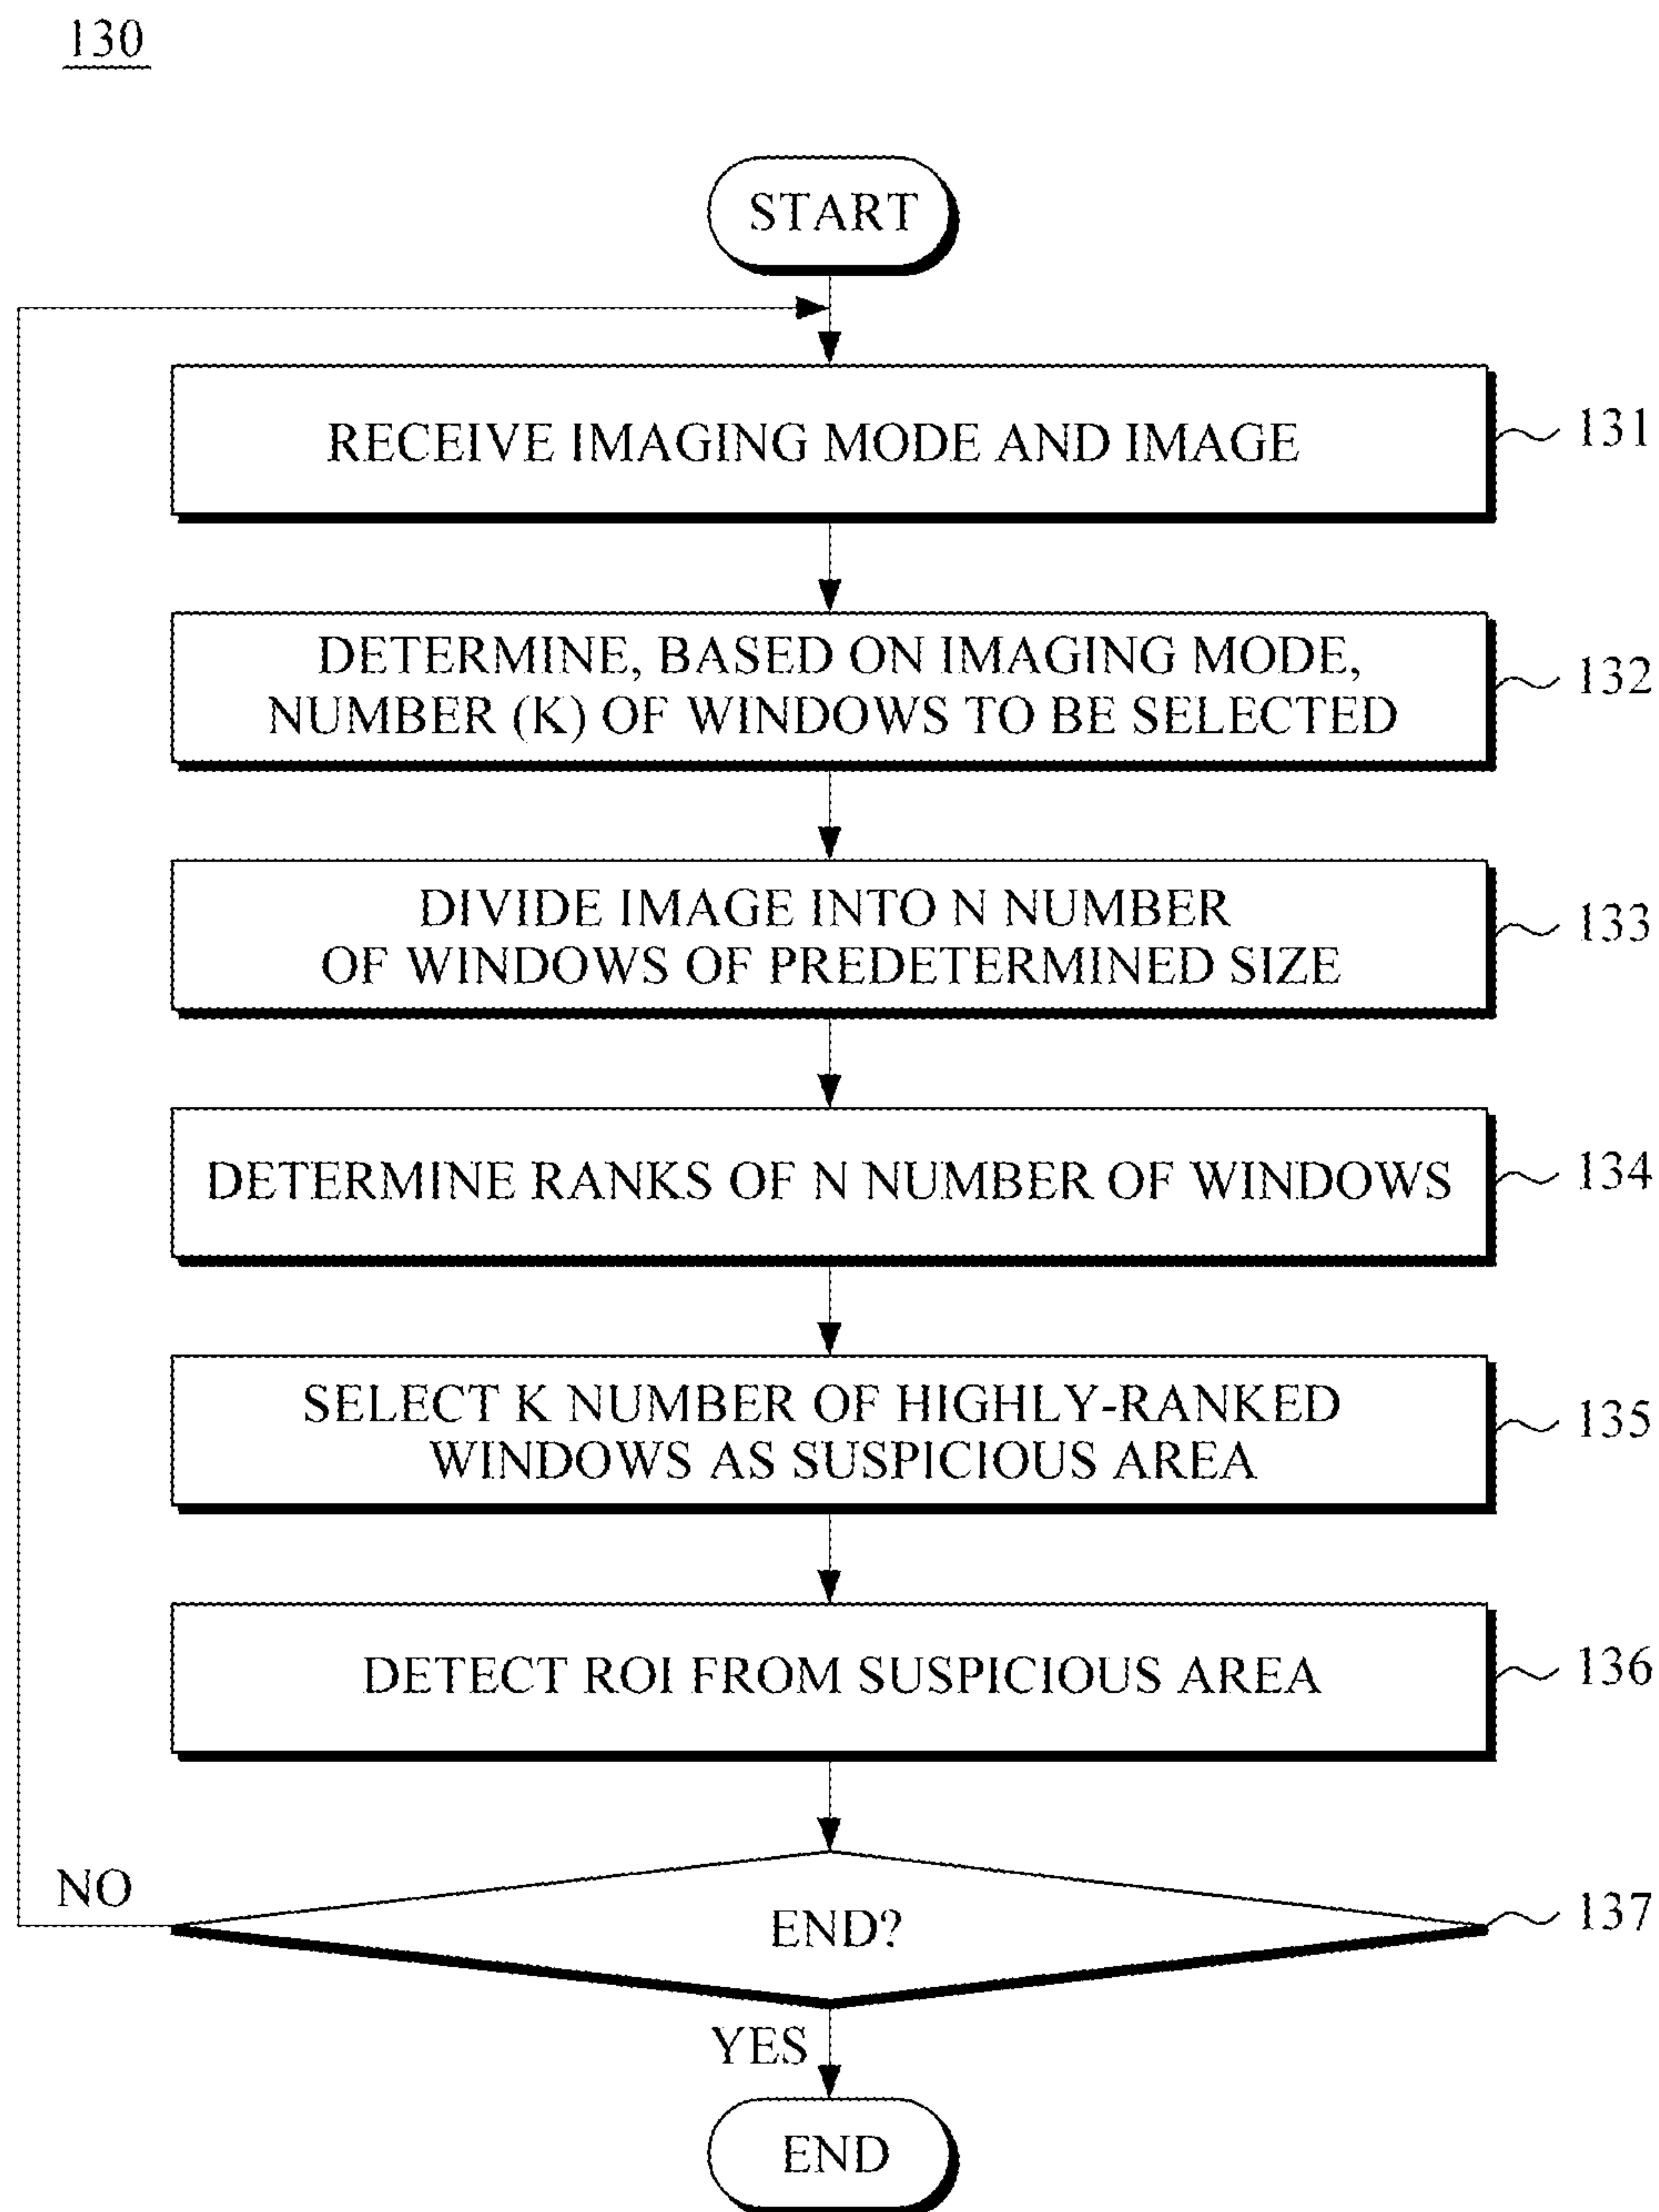 130
START
RECEIVE IMAGING MODE AND IMAGE
131
DETERMINE, BASED ON IMAGING MODE,
NUMBER (K) OF WINDOWS TO BE SELECTED
132
DIVIDE IMAGE INTO N NUMBER
OF WINDOWS OF PREDETERMINED SIZE
133
DETERMINE RANKS OF N NUMBER OF WINDOWS
134
SELECT K NUMBER OF HIGHLY-RANKED
WINDOWS AS SUSPICIOUS AREA
135
DETECT ROI FROM SUSPICIOUS AREA
136
NO
END?
137
YES
END